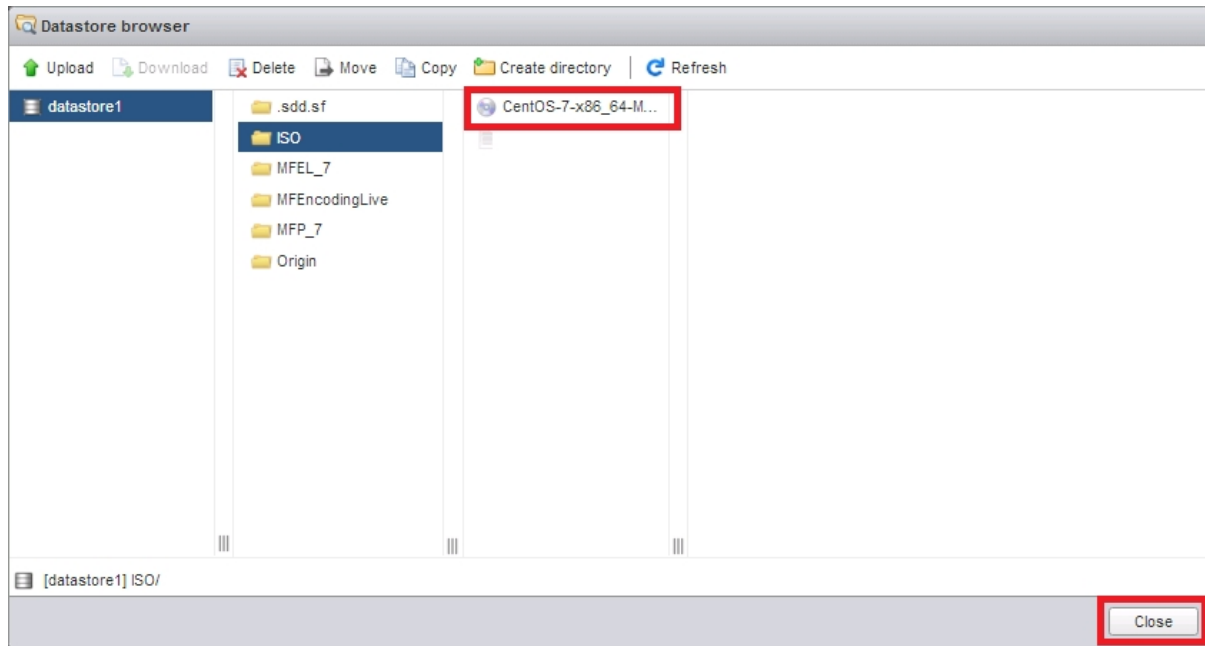 Datastore browser
Upload Download Delete Move Copy Create directory Refresh
datastore1
.sdd.sf
ISO
MFEL_7
MFEncodingLive
MFP_7
Origin
CentOS-7-x86_64-M...
[datastore1] ISO/
Close